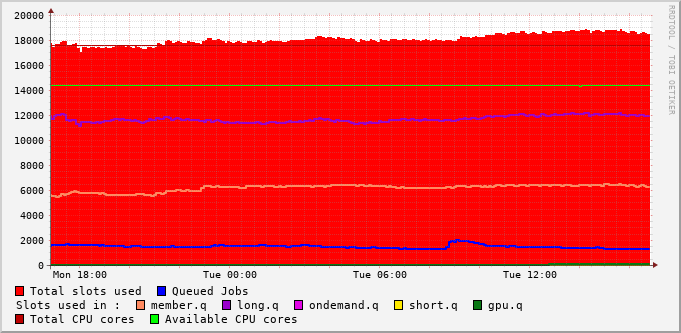 20000
18000
16000
14000
12000
10000
8000
6000
4000
2000
0
Mon 18:00 Tue 00:00 Tue 06:00 Tue 12:00
RRDTOOL / TOBI OETIKER
Total slots used Queued Jobs
Slots used in : member.q long.q ondemand.q short.q gpu.q
Total CPU cores Available CPU cores